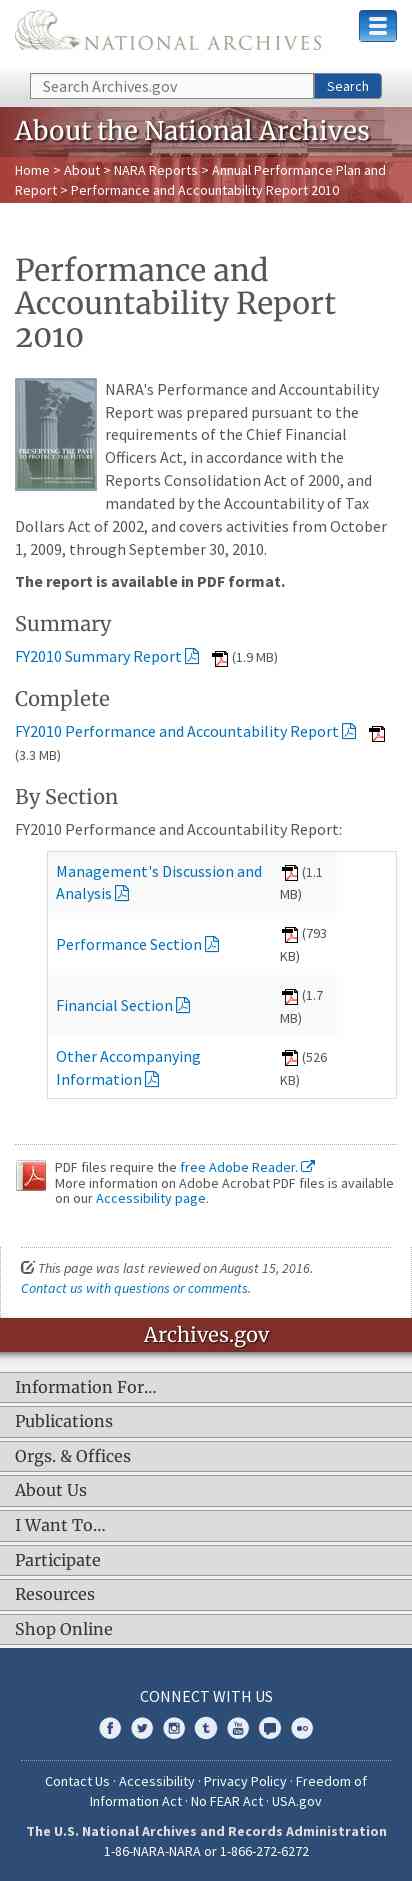 NATIONAL ARCHIVES
Search Archives.gov
Search
About the National Archives
Home > About > NARA Reports > Annual Performance Plan and
Report > Performance and Accountability Report 2010
Performance and
Accountability Report
2010
PRESERVING THE PAST
TO PROTECT THE FUTURE
NARA's Performance and Accountability
Report was prepared pursuant to the
requirements of the Chief Financial
Officers Act, in accordance with the
Reports Consolidation Act of 2000, and
mandated by the Accountability of Tax
Dollars Act of 2002, and covers activities from October
1, 2009, through September 30, 2010.
The report is available in PDF format.
Summary
FY2010 Summary Report (1.9 MB)
Complete
FY2010 Performance and Accountability Report
(3.3 MB)
By Section
FY2010 Performance and Accountability Report:
Management's Discussion and (1.1
Analysis MB)
Performance Section (793
KB)
Financial Section (1.7
MB)
Other Accompanying (526
Information KB)
PDF files require the free Adobe Reader.
More information on Adobe Acrobat PDF files is available
on our Accessibility page.
This page was last reviewed on August 15, 2016.
Contact us with questions or comments.
Archives.gov
Information For...
Publications
Orgs. & Offices
About Us
I Want To...
Participate
Resources
Shop Online
CONNECT WITH US
Contact Us · Accessibility · Privacy Policy · Freedom of
Information Act · No FEAR Act · USA.gov
The U.S. National Archives and Records Administration
1-86-NARA-NARA or 1-866-272-6272